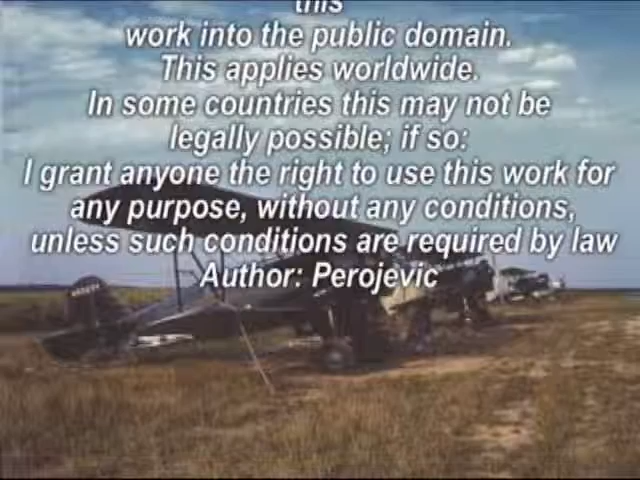 this
work into the public domain.
This applies worldwide.
In some countries this may not be
legally possible; if so:
I grant anyone the right to use this work for
any purpose, without any conditions,
unless such conditions are required by law
Author: Perojevic